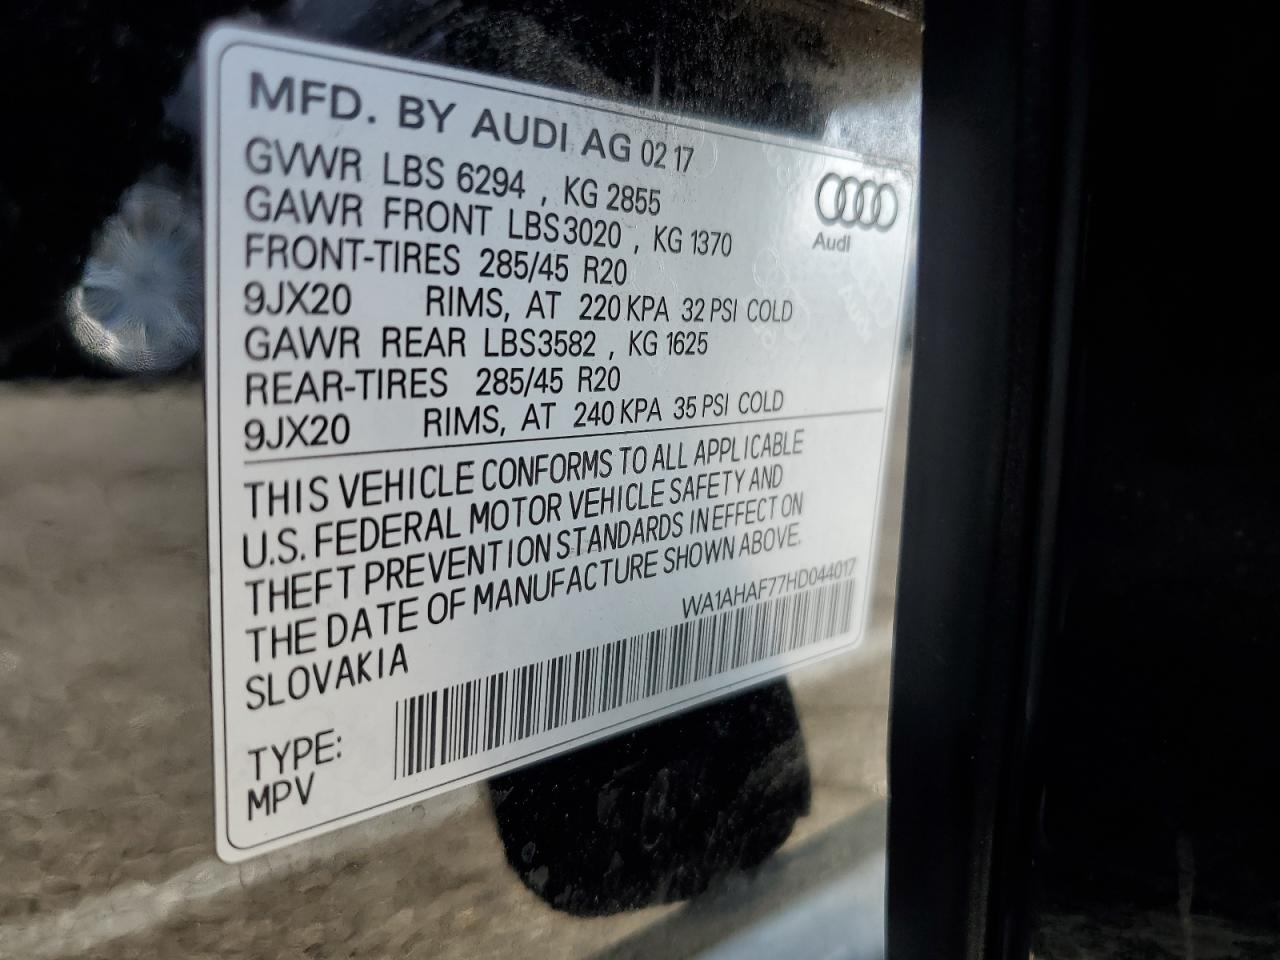 MFD. BY AUDI AG 02 17
GVWR LBS 6294 , KG 2855
GAWR FRONT LBS3020 , KG 1370
FRONT-TIRES 285/45 R20
9JX20 RIMS, AT 220 KPA 32 PSI COLD
GAWR REAR LBS3582 , KG 1625
REAR-TIRES 285/45 R20
9JX20 RIMS, AT 240 KPA 35 PSI COLD
Audi
THIS VEHICLE CONFORMS TO ALL APPLICABLE
U.S. FEDERAL MOTOR VEHICLE SAFETY AND
THEFT PREVENTION STANDARDS IN EFFECT ON
THE DATE OF MANUFACTURE SHOWN ABOVE.
SLOVAKIA
WA1AHAF77HD044017
TYPE:
MPV